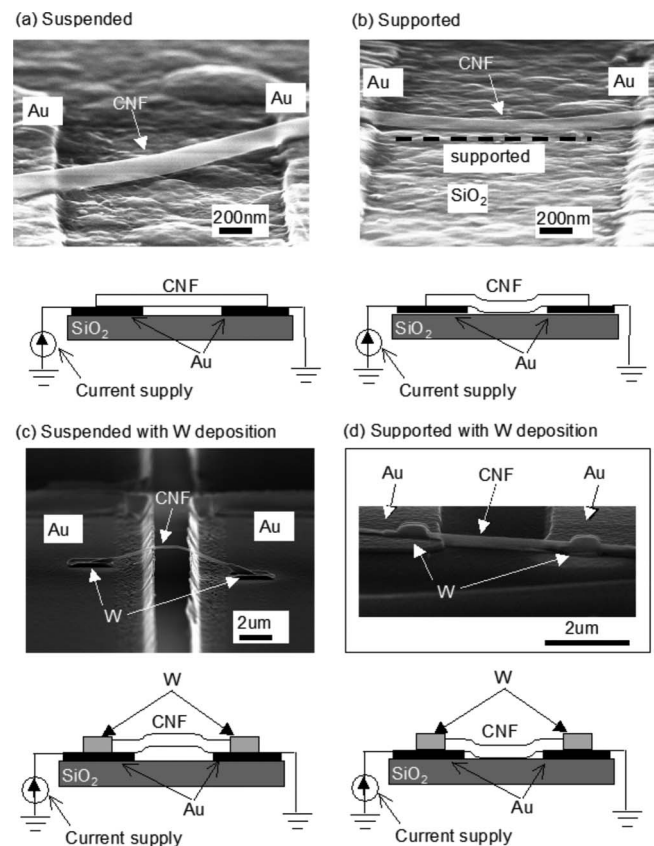 (a) Suspended
(b) Supported
Au
CNF
Au
200nm
Au
CNF
Au
supported
SiO2
200nm
CNF
SiO2
Au
Current supply
CNF
SiO2
Au
Current supply
(c) Suspended with W deposition
(d) Supported with W deposition
Au
CNF
Au
W
2um
Au
CNF
Au
W
2um
W
CNF
SiO2
Au
Current supply
W
CNF
SiO2
Au
Current supply